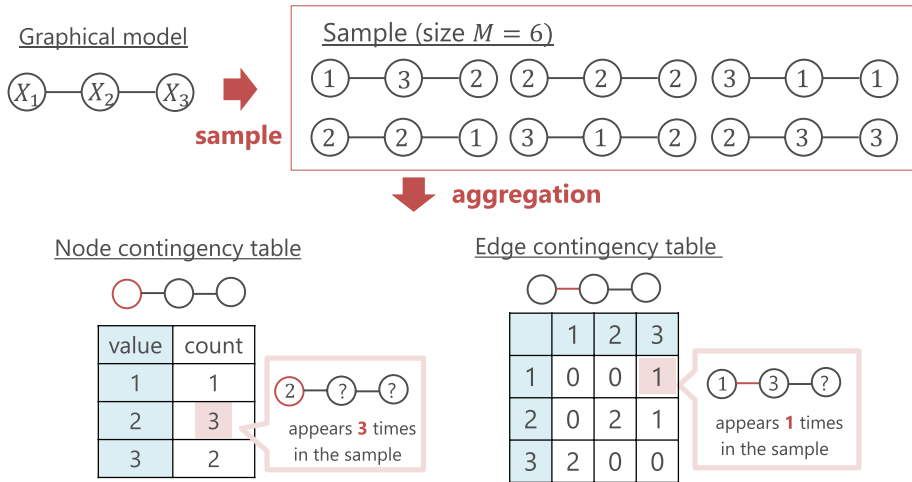 Graphical model
X₁ X₂ X₃
sample
Sample (size M = 6)
1 3 2 2 2 2 3 1 1
2 2 1 3 1 2 2 3 3
aggregation
Node contingency table
value count
1 1
2 3
3 2
2 ? ?
appears 3 times
in the sample
Edge contingency table
1 2 3
1 0 0 1
2 0 2 1
3 2 0 0
1 3 ?
appears 1 times
in the sample